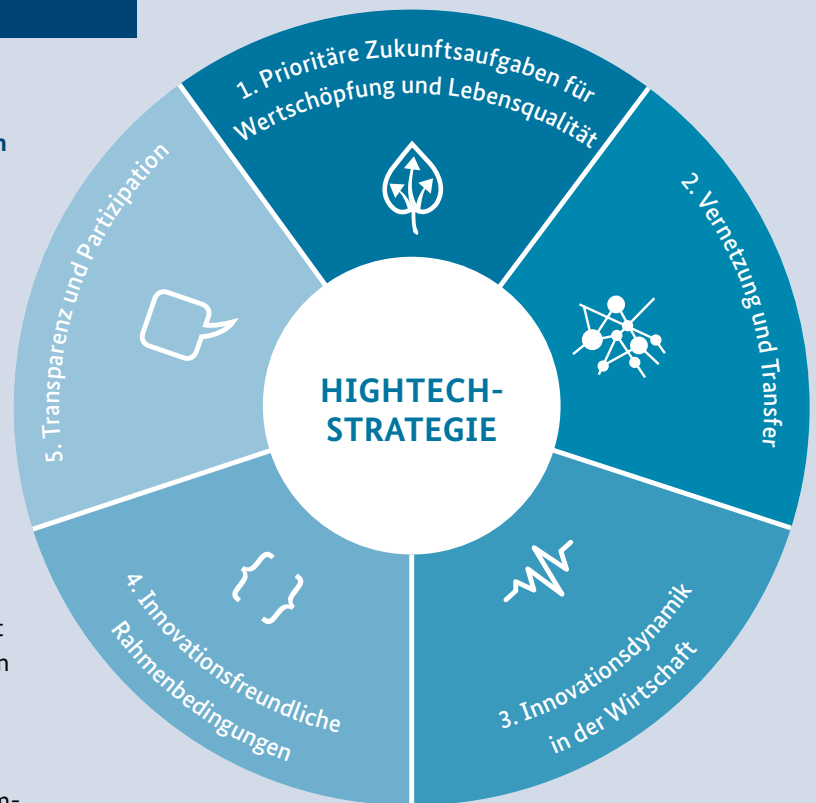 1. Prioritäre Zukunftsaufgaben für
Wertschöpfung und Lebensqualität
2. Vernetzung und Transfer
3. Innovationsdynamik
in der Wirtschaft
4. Innovationsfreundliche
Rahmenbedingungen
5. Transparenz und Partizipation
HIGHTECH-
STRATEGIE